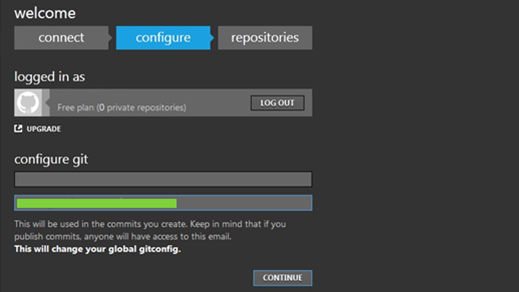 welcome
connect configure repositories
logged in as
Free plan (0 private repositories) LOG OUT
UPGRADE
configure git
This will be used in the commits you create. Keep in mind that if you
publish commits, anyone will have access to this email.
This will change your global gitconfig.
CONTINUE